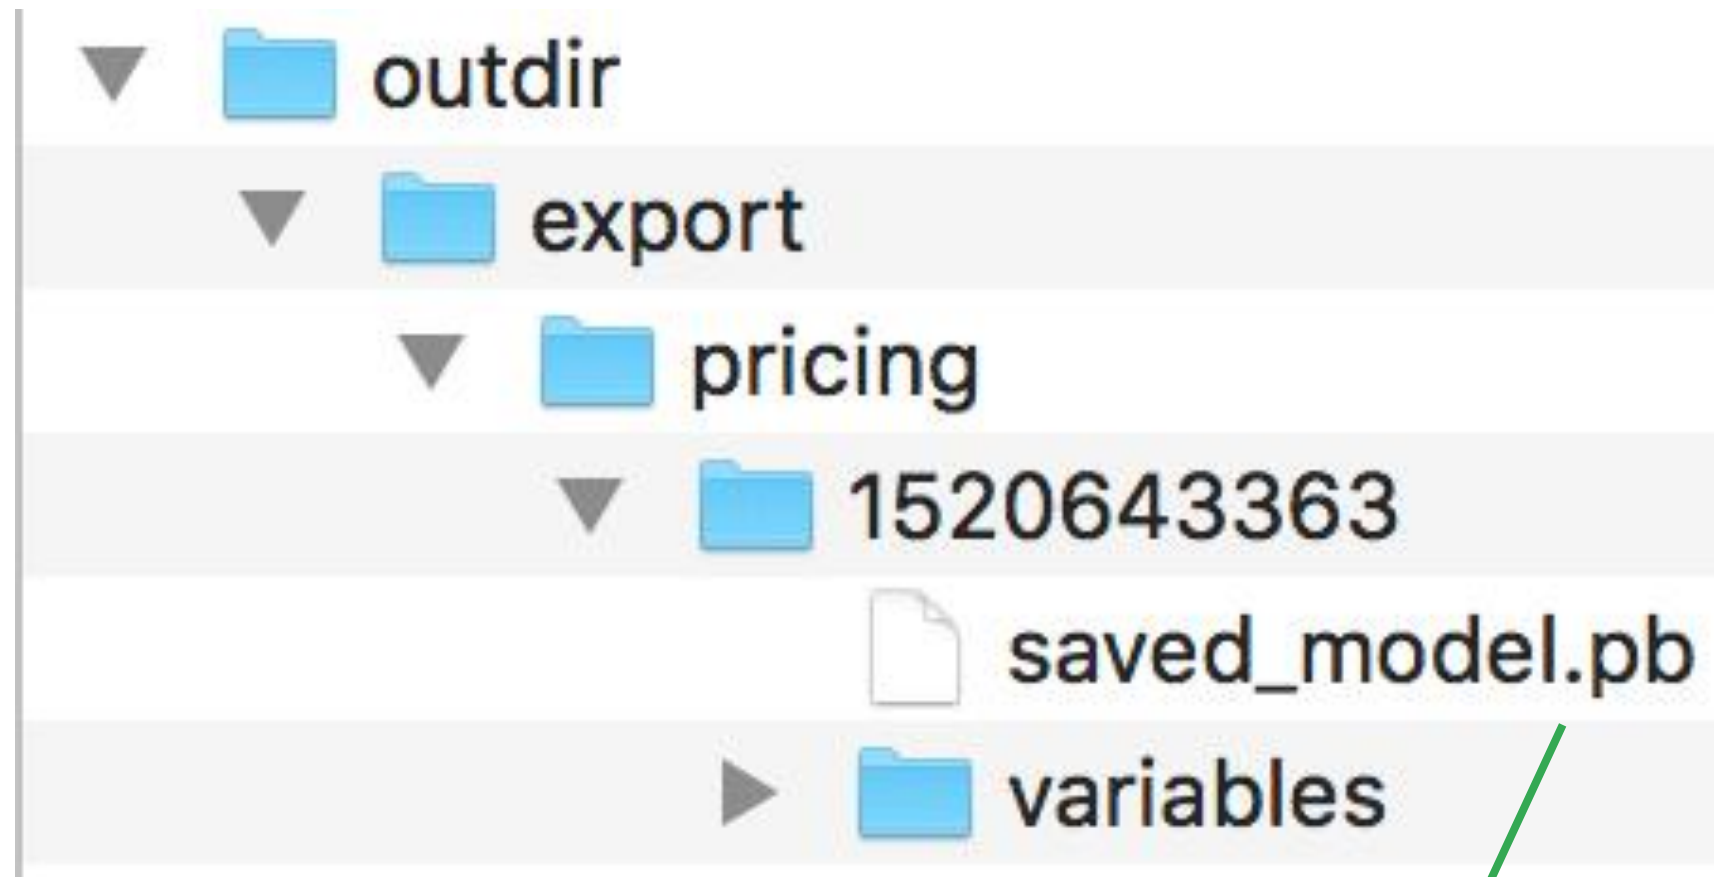 outdir
export
pricing
1520643363
saved_model.pb
variables